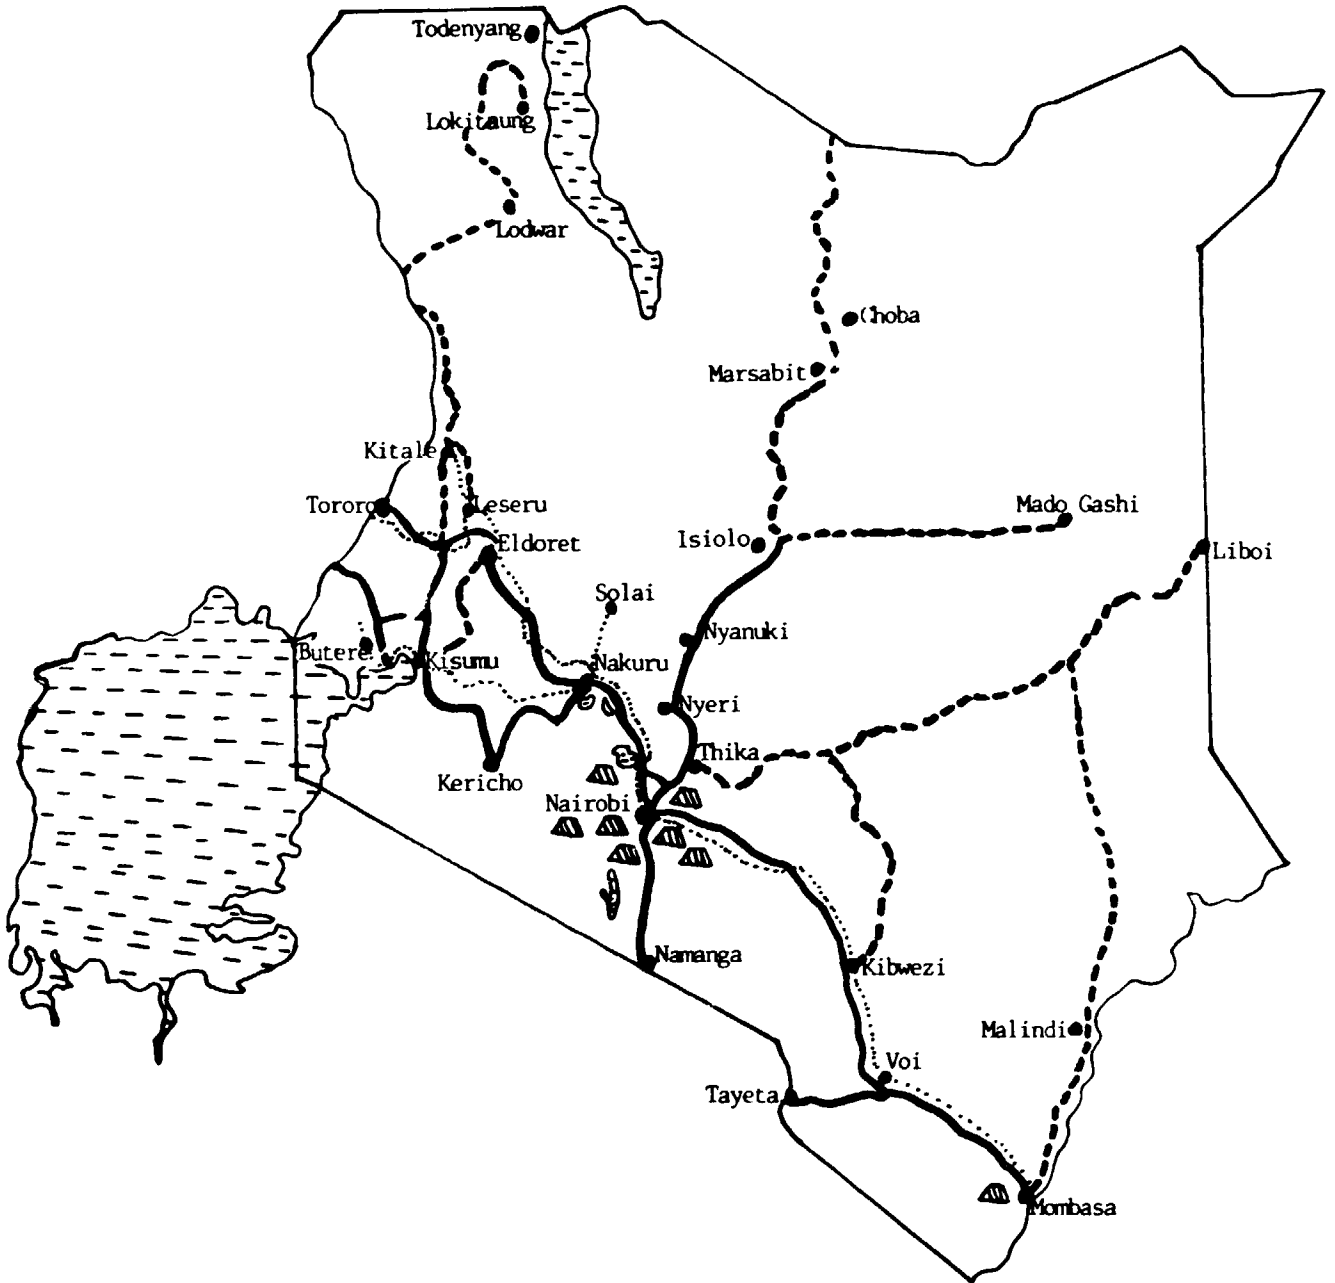 Todenyang
Lokitaung
Lodwar
Choba
Marsabit
Kitale
Tororo
Leseru
Mado Gashi
Isiolo
Eldoret
Liboi
Solai
Nyanuki
Butere
Kisumu
Nakuru
Nyeri
Thika
Kericho
Nairobi
Namanga
Kibwezi
Malindi
Voi
Tayeta
Mombasa